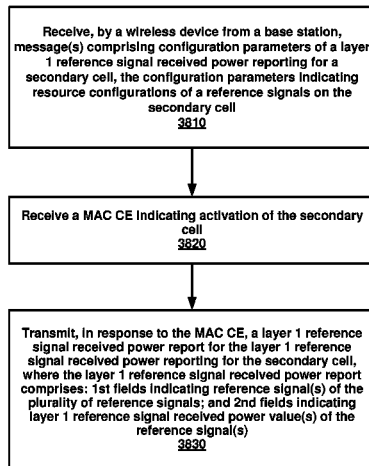 Receive, by a wireless device from a base station,
message(s) comprising configuration parameters of a layer
1 reference signal received power reporting for a
secondary cell, the configuration parameters indicating
resource configurations of a reference signals on the
secondary cell
3810
Receive a MAC CE indicating activation of the secondary
cell
3820
Transmit, in response to the MAC CE, a layer 1 reference
signal received power report for the layer 1 reference
signal received power reporting for the secondary cell,
where the layer 1 reference signal received power report
comprises: 1st fields indicating reference signal(s) of the
plurality of reference signals; and 2nd fields indicating
layer 1 reference signal received power value(s) of the
reference signal(s)
3830